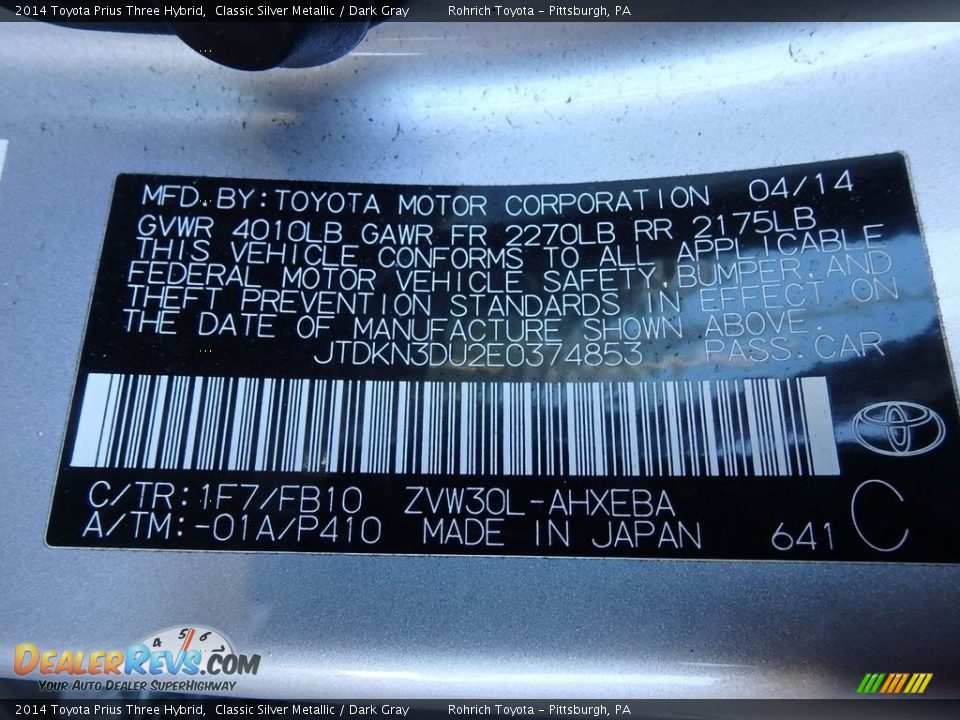 2014 Toyota Prius Three Hybrid, Classic Silver Metallic / Dark Gray Rohrich Toyota - Pittsburgh, PA
MFD. BY: TOYOTA MOTOR CORPORATION 04/14
GVWR 4010LB GAWR FR 2270LB RR 2175LB
THIS VEHICLE CONFORMS TO ALL APPLICABLE
FEDERAL MOTOR VEHICLE SAFETY, BUMPER, AND
THEFT PREVENTION STANDARDS IN EFFECT ON
THE DATE OF MANUFACTURE SHOWN ABOVE.
JTDKN3DU2E0374853 PASS. CAR
C/TR: 1F7/FB10 ZVW30L-AHXEBA C
A/TM: -01A/P410 MADE IN JAPAN 641
4 5 6
DEALERREVS.COM
YOUR AUTO DEALER SUPERHIGHWAY
2014 Toyota Prius Three Hybrid, Classic Silver Metallic / Dark Gray Rohrich Toyota - Pittsburgh, PA